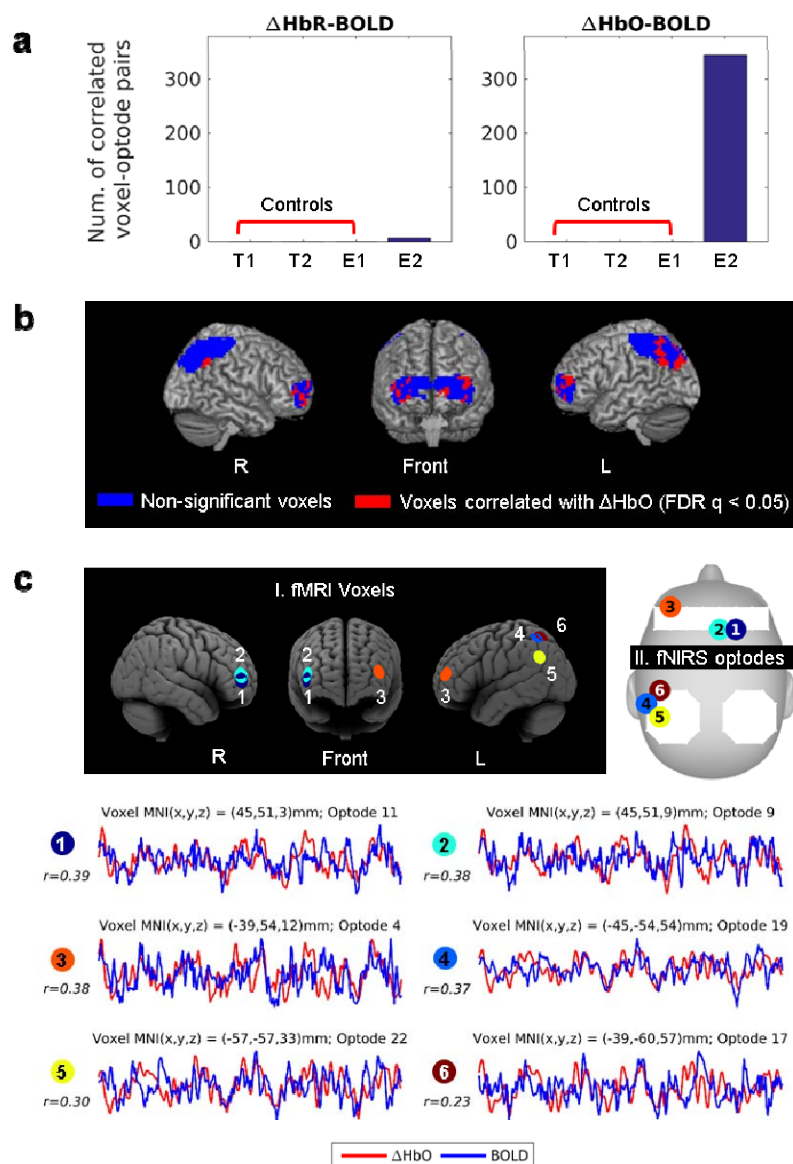 a
ΔHbR-BOLD
ΔHbO-BOLD
Num. of correlated
voxel-optode pairs
300
200
100
0
Controls
T1 T2 E1 E2
300
200
100
0
Controls
T1 T2 E1 E2
b
R Front L
Non-significant voxels Voxels correlated with ΔHbO (FDR q < 0.05)
c
I. fMRI Voxels
2
1
R
2
1
3
Front
4 6
5
3
L
3
2 1
II. fNIRS optodes
6
4
5
Voxel MNI(x,y,z) = (45,51,3)mm; Optode 11
1
r=0.39
Voxel MNI(x,y,z) = (45,51,9)mm; Optode 9
2
r=0.38
Voxel MNI(x,y,z) = (-39,54,12)mm; Optode 4
3
r=0.38
Voxel MNI(x,y,z) = (-45,-54,54)mm; Optode 19
4
r=0.37
Voxel MNI(x,y,z) = (-57,-57,33)mm; Optode 22
5
r=0.30
Voxel MNI(x,y,z) = (-39,-60,57)mm; Optode 17
6
r=0.23
ΔHbO BOLD